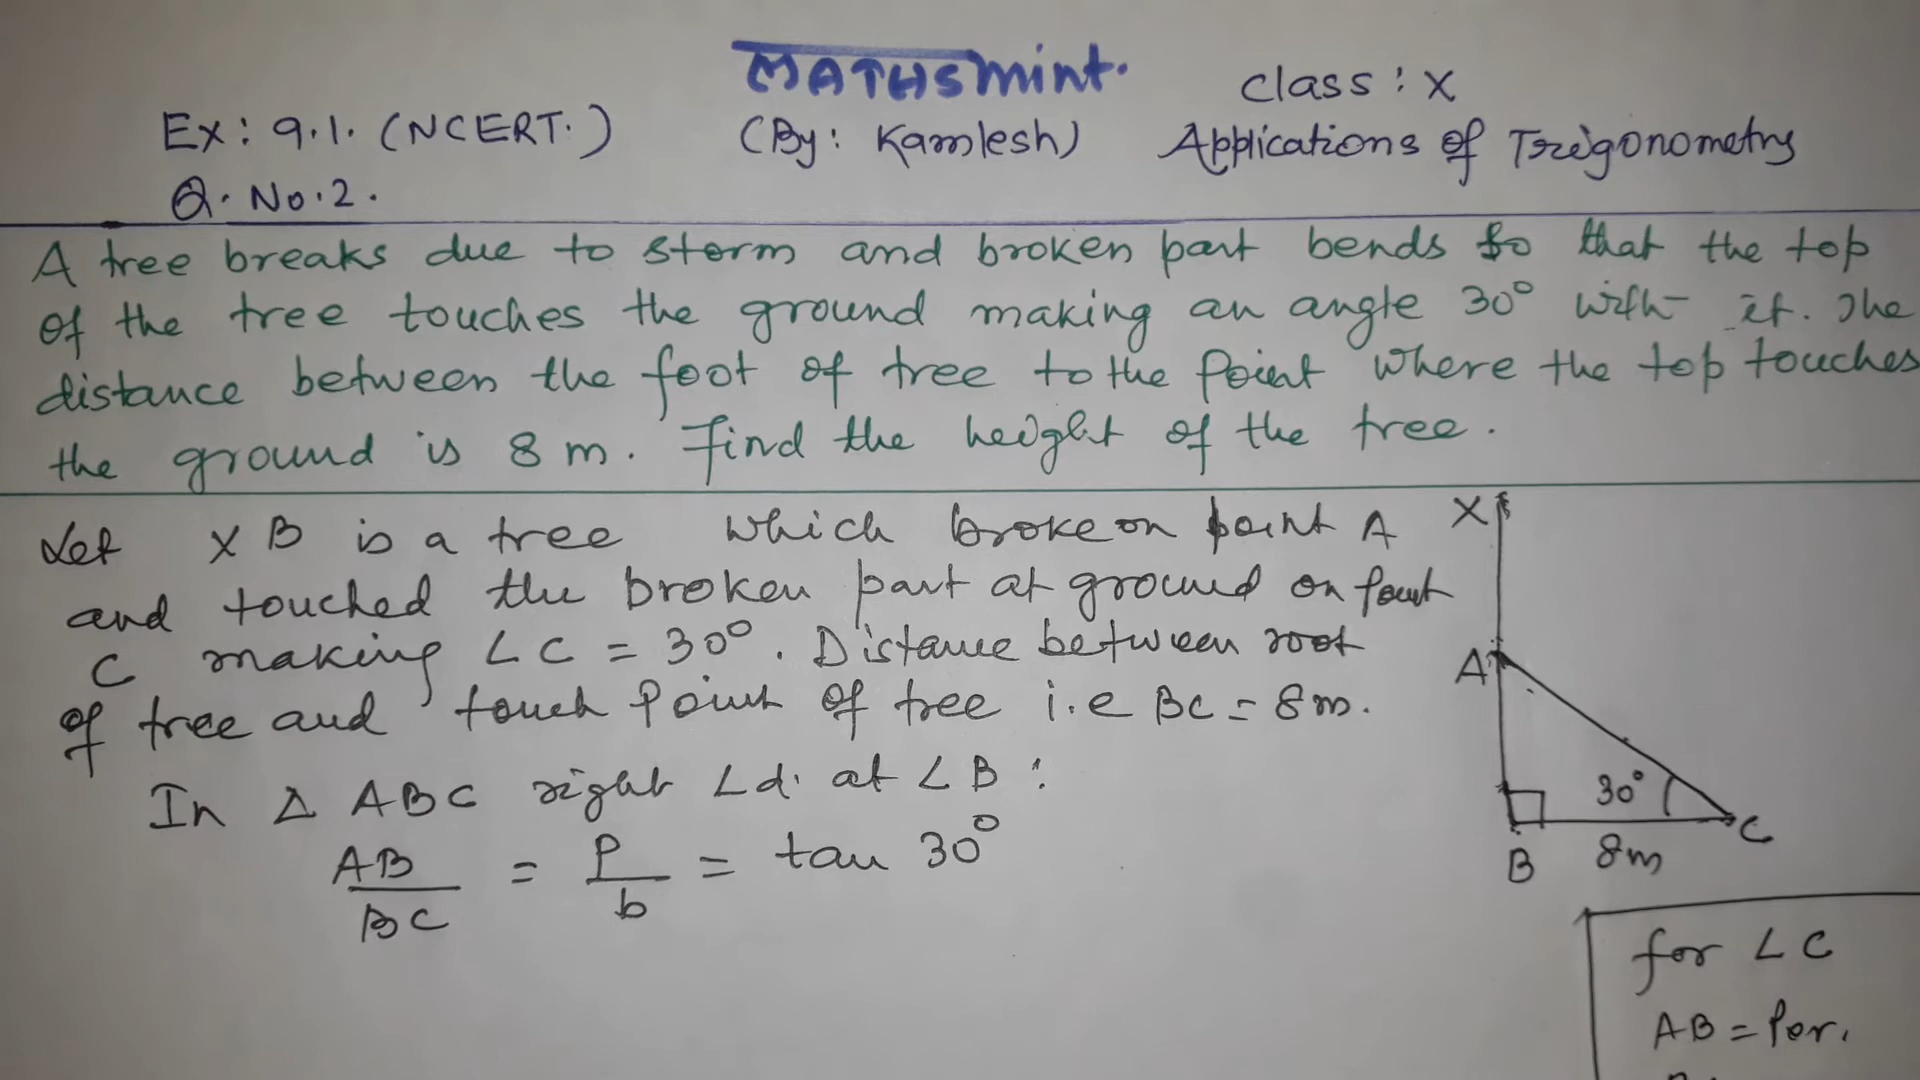 MATHSmint.
class : X
Ex: 9.1. (NCERT.)
(By: Kamlesh)
Applications of Trigonometry
Q. No. 2.
A tree breaks due to storm and broken part bends so that the top
of the tree touches the ground making an angle 30° with it. The
distance between the foot of tree to the point where the top touches
the ground is 8 m. Find the height of the tree.
Let XB is a tree which broke on point A
and touched the broken part at ground on point
C making ∠C = 30°. Distance between root
of tree and touch point of tree i.e BC = 8m.
In △ ABC right ∠d. at ∠B :
AB/BC = P/b = tan 30°
X
A
30°
B
8m
C
for ∠C
AB = Per.